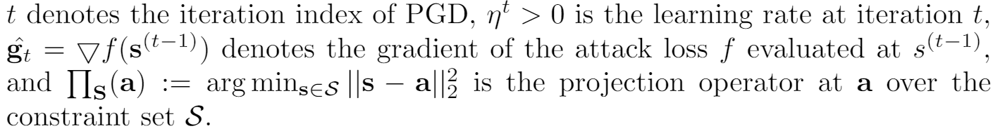 $t$ denotes the iteration index of PGD, $\eta^t > 0$ is the learning rate at iteration $t$,
$\hat{\mathbf{g}_t} = \bigtriangledown f(\mathbf{s}^{(t-1)})$ denotes the gradient of the attack loss $f$ evaluated at $s^{(t-1)}$,
and $\prod_{\mathbf{S}}(\mathbf{a}) := \arg\min_{\mathbf{s} \in \mathcal{S}} ||\mathbf{s} - \mathbf{a}||_2^2$ is the projection operator at $\mathbf{a}$ over the
constraint set $\mathcal{S}$.